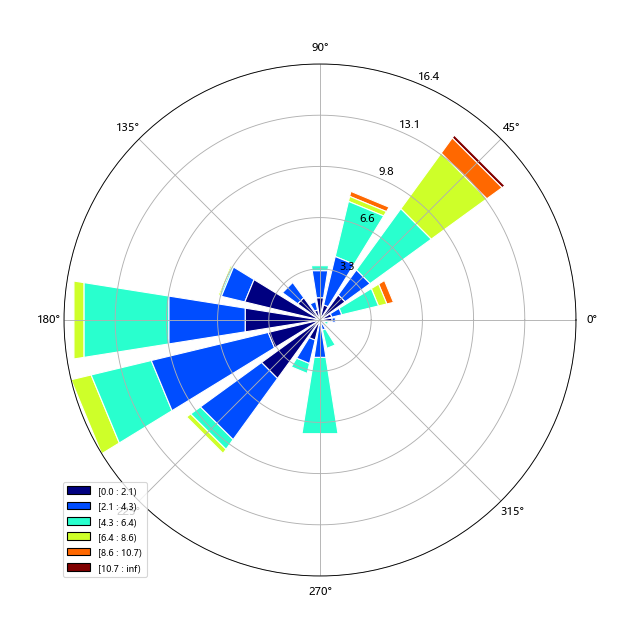 90°
16.4
13.1
45°
135°
9.8
6.6
3.3
180°
0°
[0.0 : 2.1)
[2.1 : 4.3)
225°
[4.3 : 6.4)
[6.4 : 8.6)
[8.6 : 10.7)
[10.7 : inf)
315°
270°